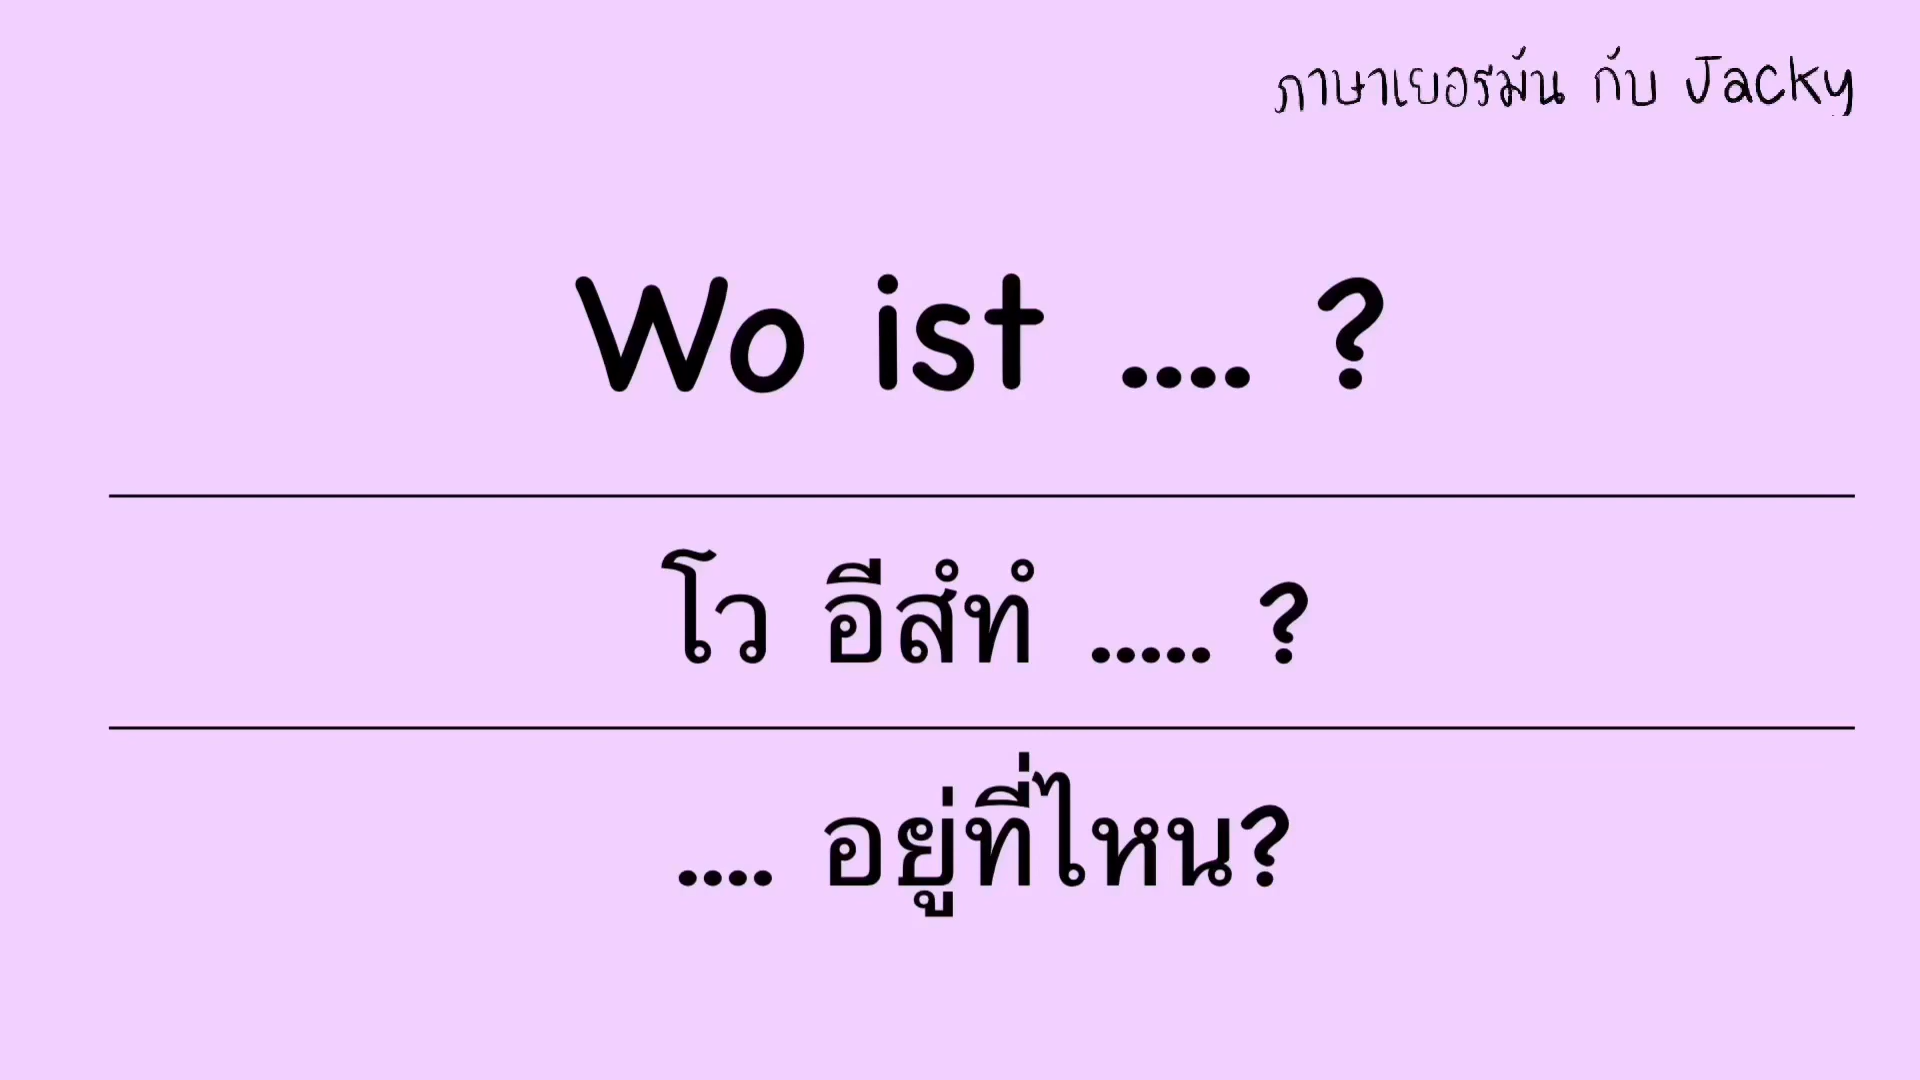 ภาษาเยอรมัน กับ Jacky
Wo ist .... ?
โว อีสํทํ ..... ?
.... อยู่ที่ไหน?